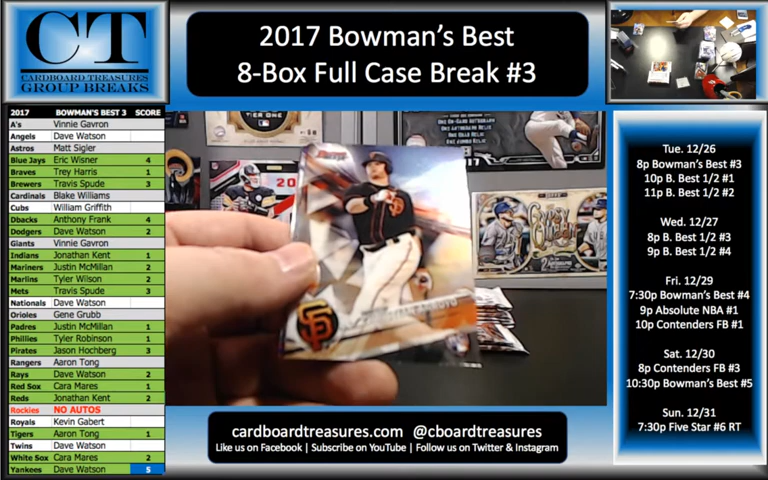 CT
CARDBOARD TREASURES
GROUP BREAKS
2017 Bowman's Best
8-Box Full Case Break #3
2017 BOWMAN'S BEST 3 SCORE
A's Vinnie Gavron
Angels Dave Watson
Astros Matt Sigler
Blue Jays Eric Wisner 4
Braves Trey Harris 1
Brewers Travis Spude 3
Cardinals Blake Williams
Cubs William Griffith
Dbacks Anthony Frank 4
Dodgers Dave Watson 2
Giants Vinnie Gavron
Indians Jonathan Kent 1
Mariners Justin McMillan 2
Marlins Tyler Wilson 2
Mets Travis Spude 3
Nationals Dave Watson
Orioles Gene Grubb
Padres Justin McMillan 1
Phillies Tyler Robinson 1
Pirates Jason Hochberg 3
Rangers Aaron Tong
Rays Dave Watson 2
Red Sox Cara Mares 1
Reds Jonathan Kent 2
Rockies NO AUTOS
Royals Kevin Gabert
Tigers Aaron Tong 1
Twins Dave Watson
White Sox Cara Mares 2
Yankees Dave Watson 5
TIER ONE
20
GYPSY
QUEEN
SF
Tue. 12/26
8p Bowman's Best #3
10p B. Best 1/2 #1
11p B. Best 1/2 #2
Wed. 12/27
8p B. Best 1/2 #3
9p B. Best 1/2 #4
Fri. 12/29
7:30p Bowman's Best #4
9p Absolute NBA #1
10p Contenders FB #1
Sat. 12/30
8p Contenders FB #3
10:30p Bowman's Best #5
Sun. 12/31
7:30p Five Star #6 RT
cardboardtreasures.com @cboardtreasures
Like us on Facebook | Subscribe on YouTube | Follow us on Twitter & Instagram